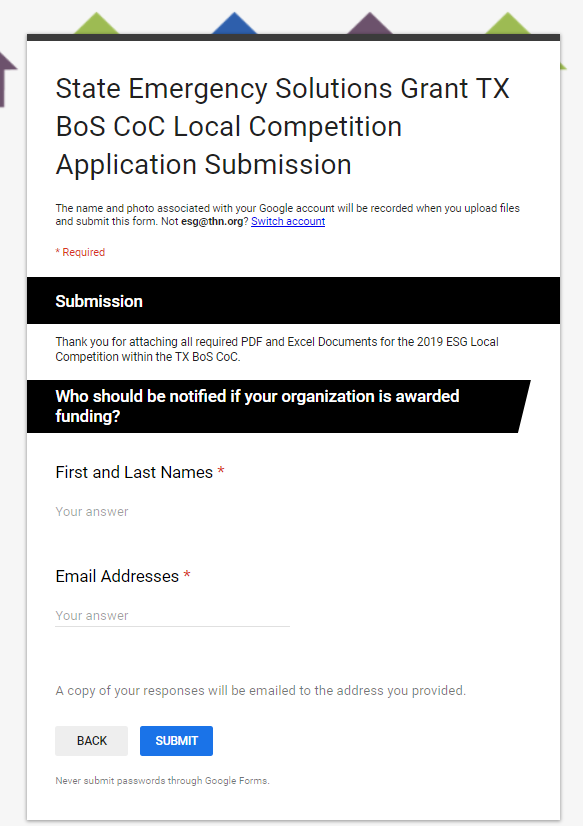 State Emergency Solutions Grant TX
BoS CoC Local Competition
Application Submission
The name and photo associated with your Google account will be recorded when you upload files
and submit this form. Not esg@thn.org? Switch account
* Required
Submission
Thank you for attaching all required PDF and Excel Documents for the 2019 ESG Local
Competition within the TX BoS CoC.
Who should be notified if your organization is awarded
funding?
First and Last Names *
Your answer
Email Addresses *
Your answer
A copy of your responses will be emailed to the address you provided.
BACK SUBMIT
Never submit passwords through Google Forms.